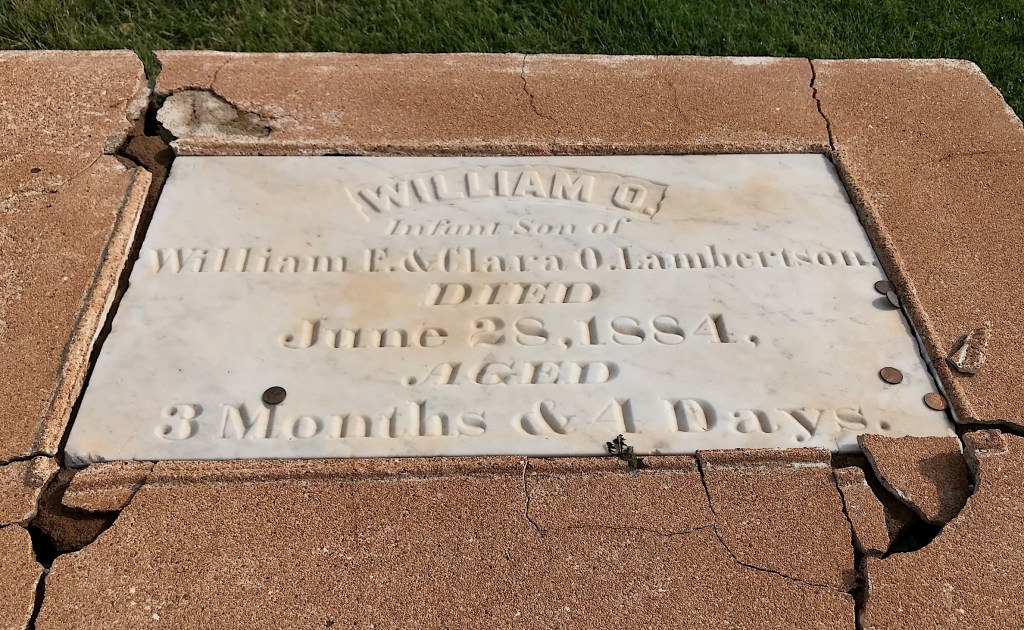 WILLIAM O.
Infant Son of
William F. & Clara O. Lambertson.
DIED
June 28, 1884,
AGED
3 Months & 4 Days.